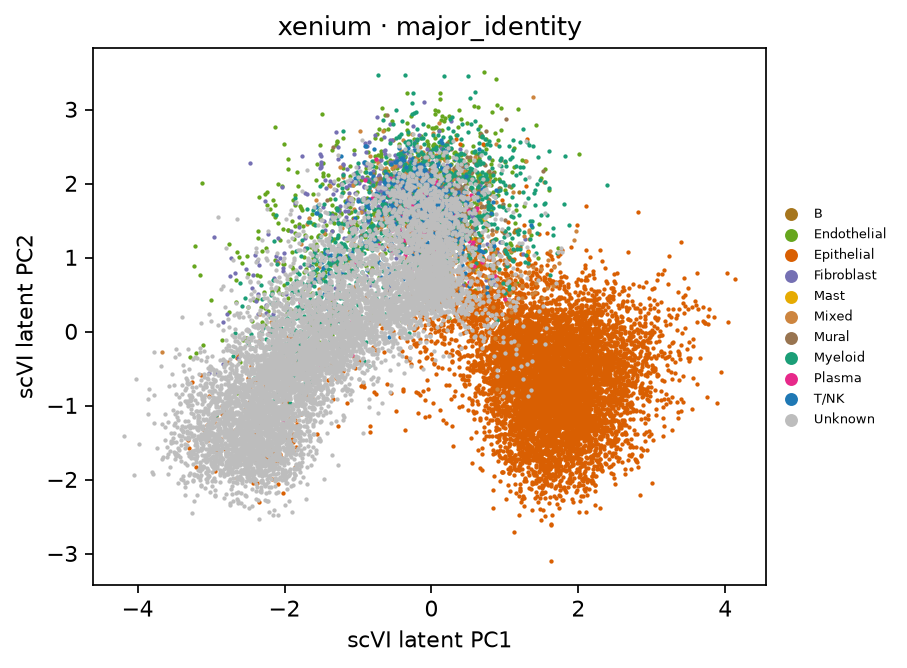 xenium · major_identity
3
2
1
0
−1
−2
−3
scVI latent PC2
−4
−2
0
2
4
scVI latent PC1
B
Endothelial
Epithelial
Fibroblast
Mast
Mixed
Mural
Myeloid
Plasma
T/NK
Unknown